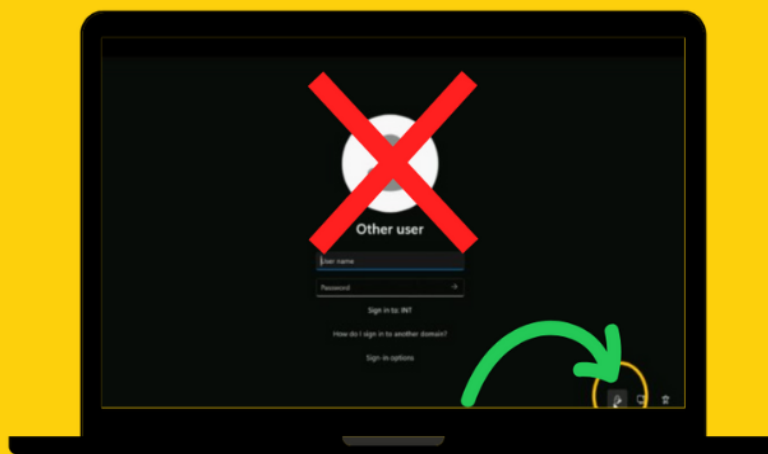 Other user
User name
Password
Sign in to: INT
How do I sign in to another domain?
Sign-in options